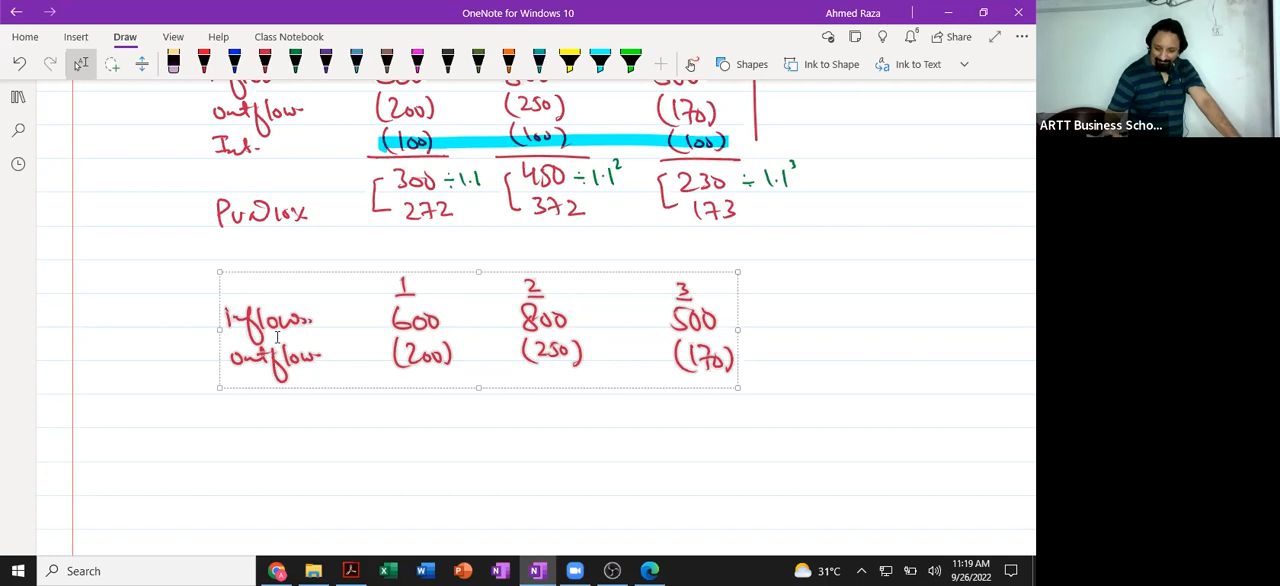 OneNote for Windows 10
Ahmed Raza
Home Insert Draw View Help Class Notebook
Share
Shapes Ink to Shape Ink to Text
ARTT Business Scho...
outflow (200) (250) (170)
Int. (100) (100) (100)
300 ÷1.1 450 ÷1.1² 230 ÷1.1³
Pv@10% 272 372 173
1 2 3
Inflows 600 800 500
outflow (200) (250) (170)
Search
31°C
11:19 AM
9/26/2022